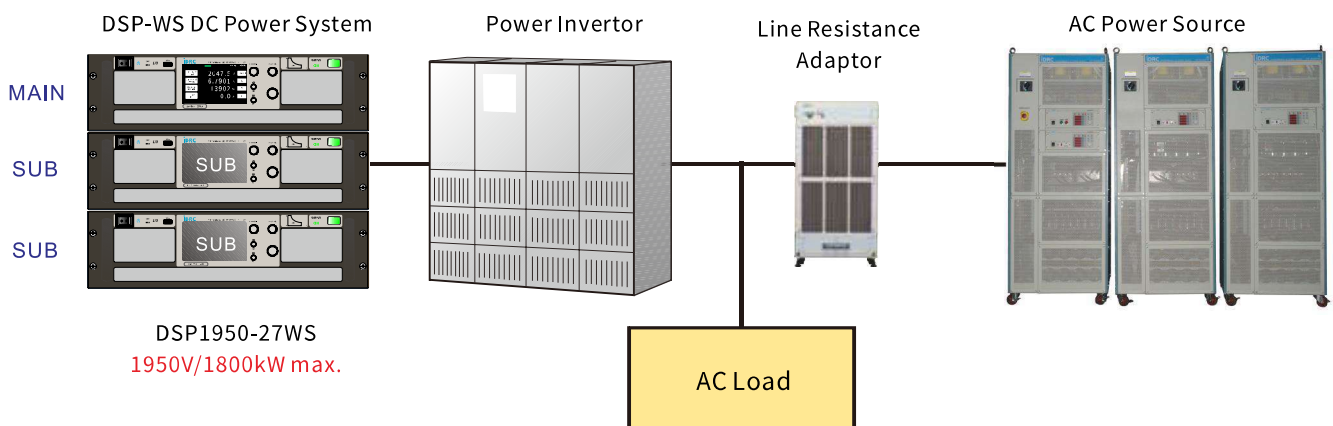 DSP-WS DC Power System
Power Invertor
Line Resistance
Adaptor
AC Power Source
MAIN
SUB
SUB
SUB
SUB
DSP1950-27WS
1950V/1800kW max.
AC Load